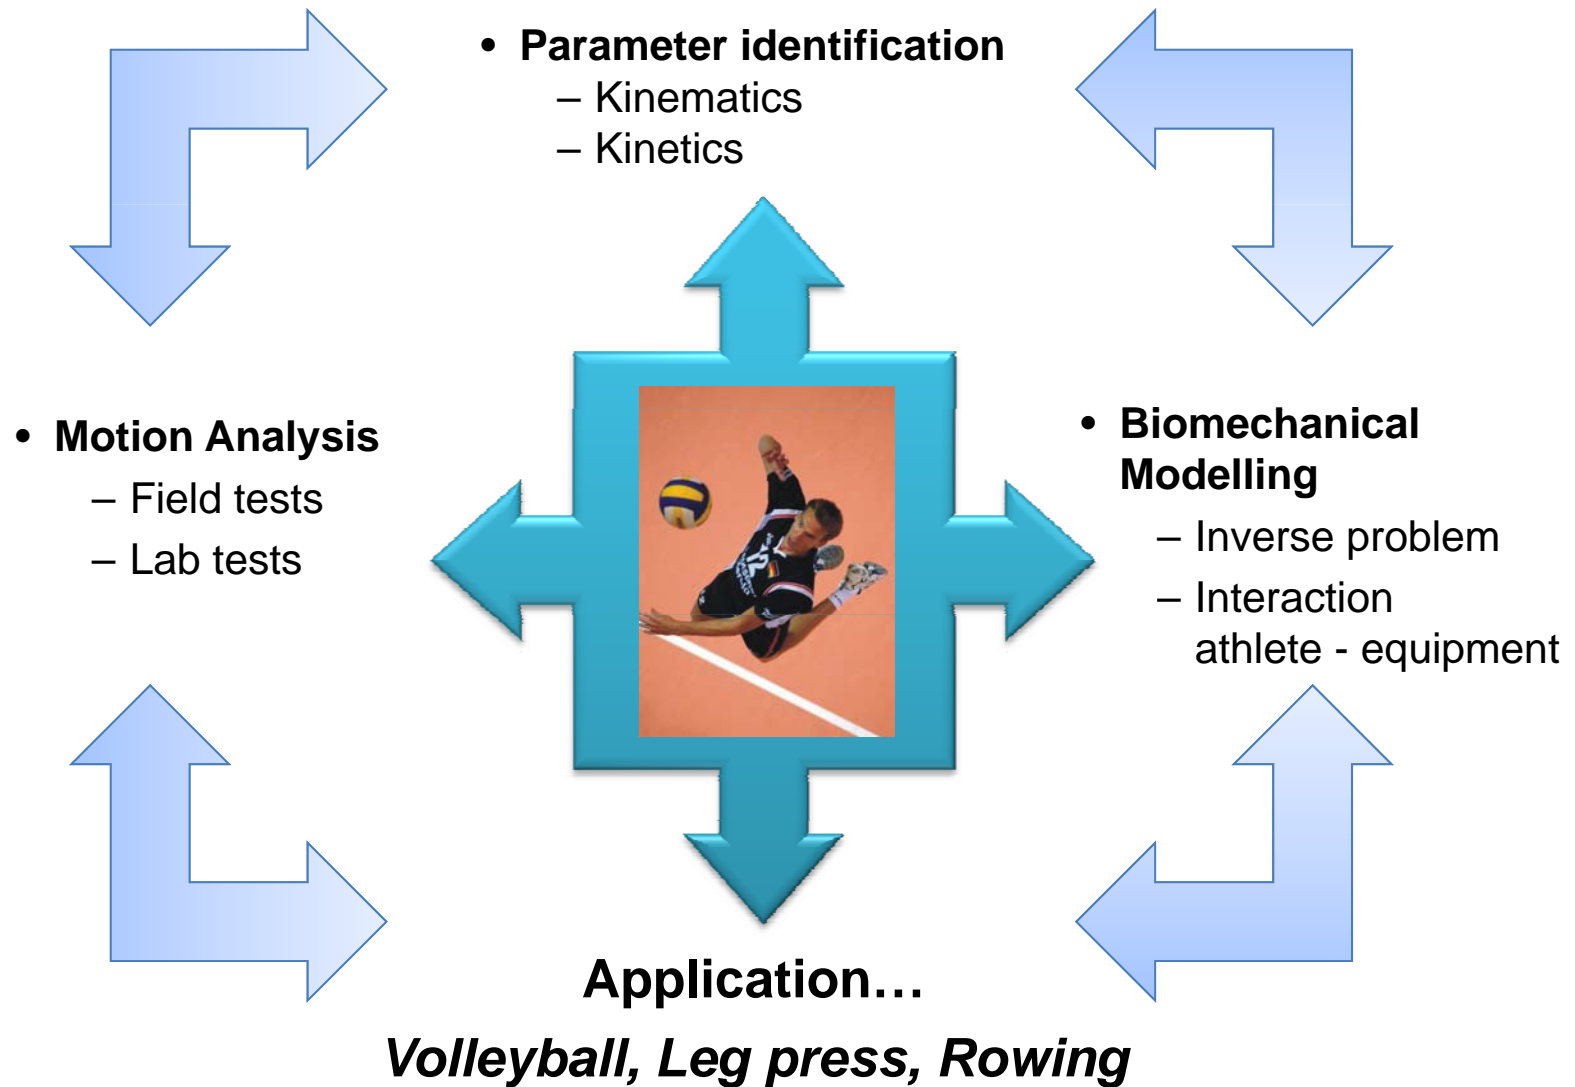 • Parameter identification
– Kinematics
– Kinetics
• Motion Analysis
– Field tests
– Lab tests
• Biomechanical
Modelling
– Inverse problem
– Interaction
athlete - equipment
12
Application…
Volleyball, Leg press, Rowing